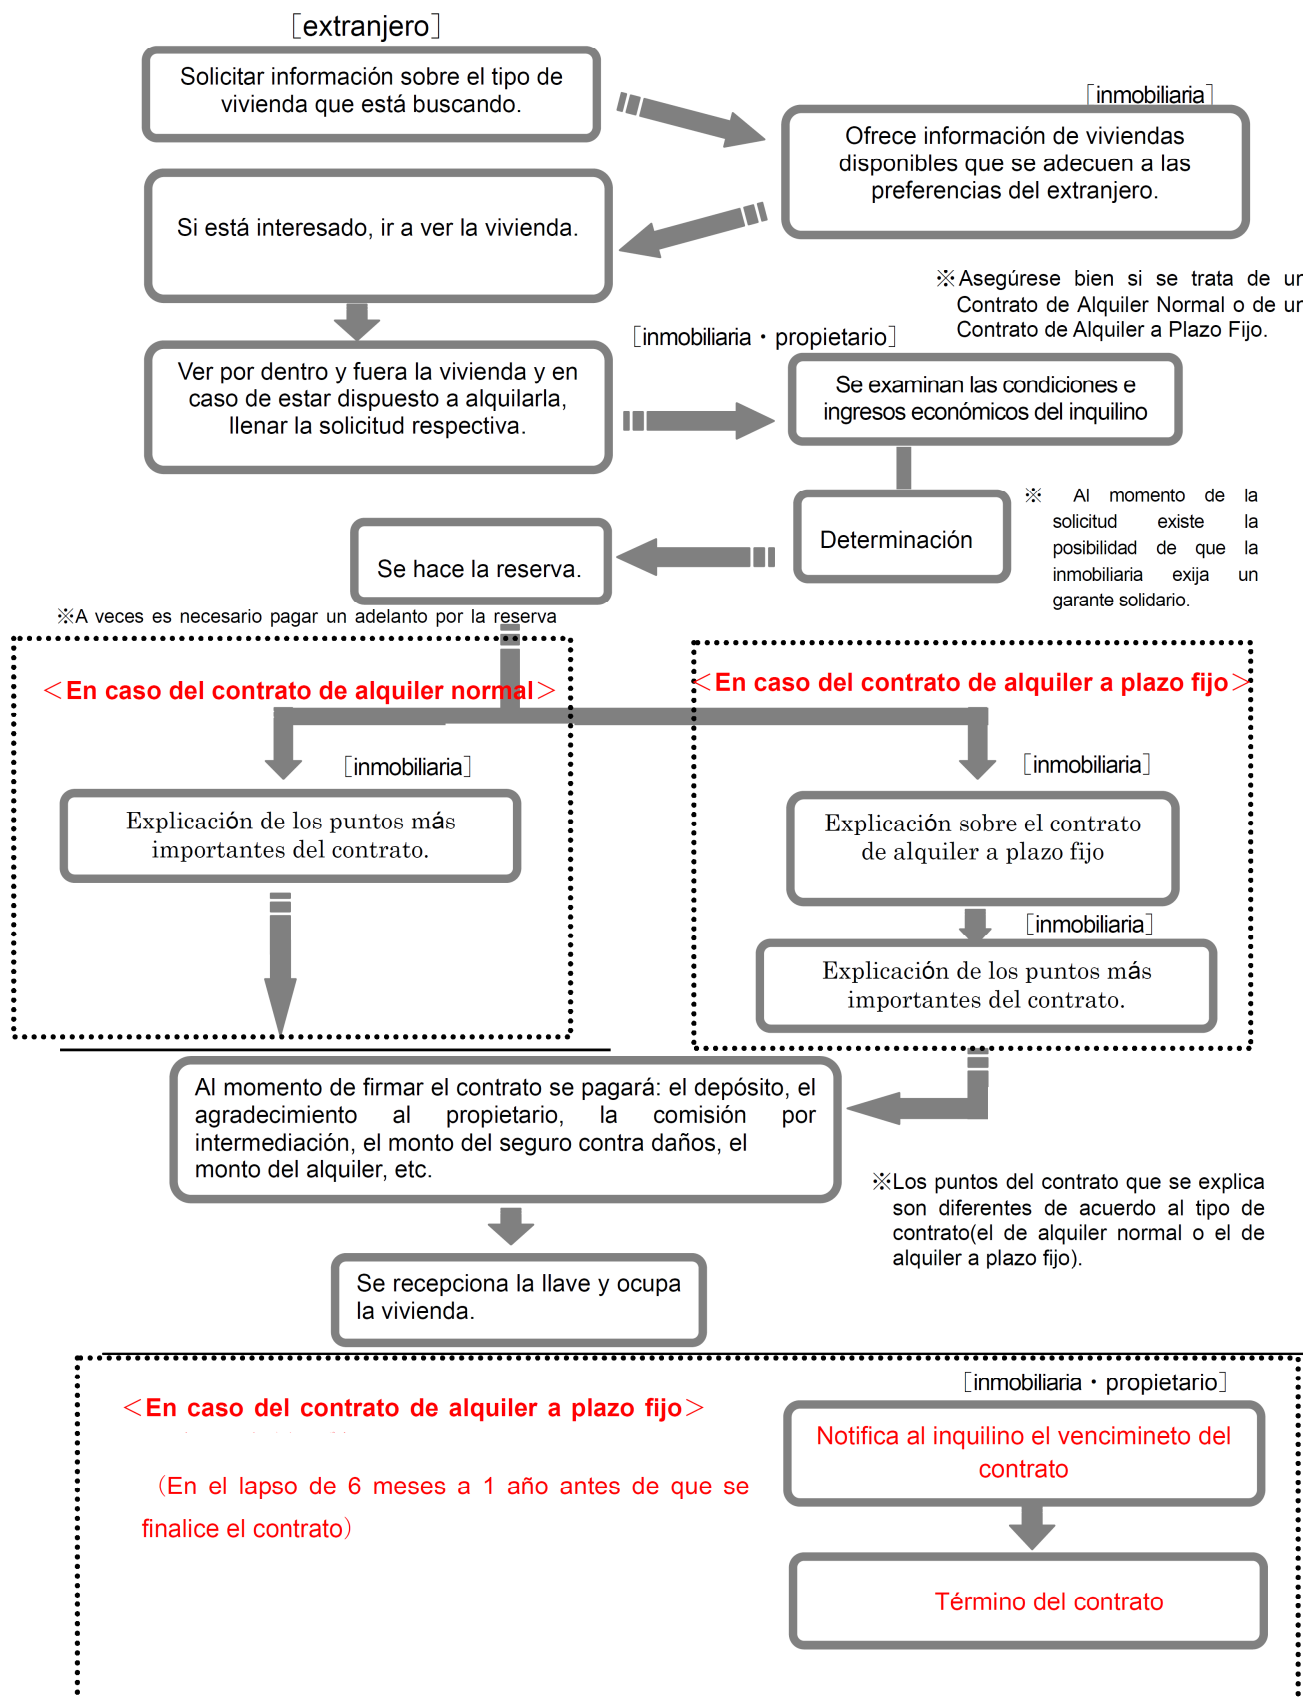 ［extranjero］
Solicitar información sobre el tipo de
vivienda que está buscando.
［inmobiliaria］
Ofrece información de viviendas
disponibles que se adecuen a las
preferencias del extranjero.
Si está interesado, ir a ver la vivienda.
※Asegúrese bien si se trata de un
Contrato de Alquiler Normal o de un
Contrato de Alquiler a Plazo Fijo.
［inmobiliaria・propietario］
Ver por dentro y fuera la vivienda y en
caso de estar dispuesto a alquilarla,
llenar la solicitud respectiva.
Se examinan las condiciones e
ingresos económicos del inquilino
Determinación
※ Al momento de la
solicitud existe la
posibilidad de que la
inmobiliaria exija un
garante solidario.
Se hace la reserva.
※A veces es necesario pagar un adelanto por la reserva
＜En caso del contrato de alquiler normal＞
＜En caso del contrato de alquiler a plazo fijo＞
［inmobiliaria］
Explicación de los puntos más
importantes del contrato.
［inmobiliaria］
Explicación sobre el contrato
de alquiler a plazo fijo
［inmobiliaria］
Explicación de los puntos más
importantes del contrato.
Al momento de firmar el contrato se pagará: el depósito, el
agradecimiento al propietario, la comisión por
intermediación, el monto del seguro contra daños, el
monto del alquiler, etc.
※Los puntos del contrato que se explica
son diferentes de acuerdo al tipo de
contrato(el de alquiler normal o el de
alquiler a plazo fijo).
Se recepciona la llave y ocupa
la vivienda.
＜En caso del contrato de alquiler a plazo fijo＞
（En el lapso de 6 meses a 1 año antes de que se
finalice el contrato）
［inmobiliaria・propietario］
Notifica al inquilino el vencimineto del
contrato
Término del contrato